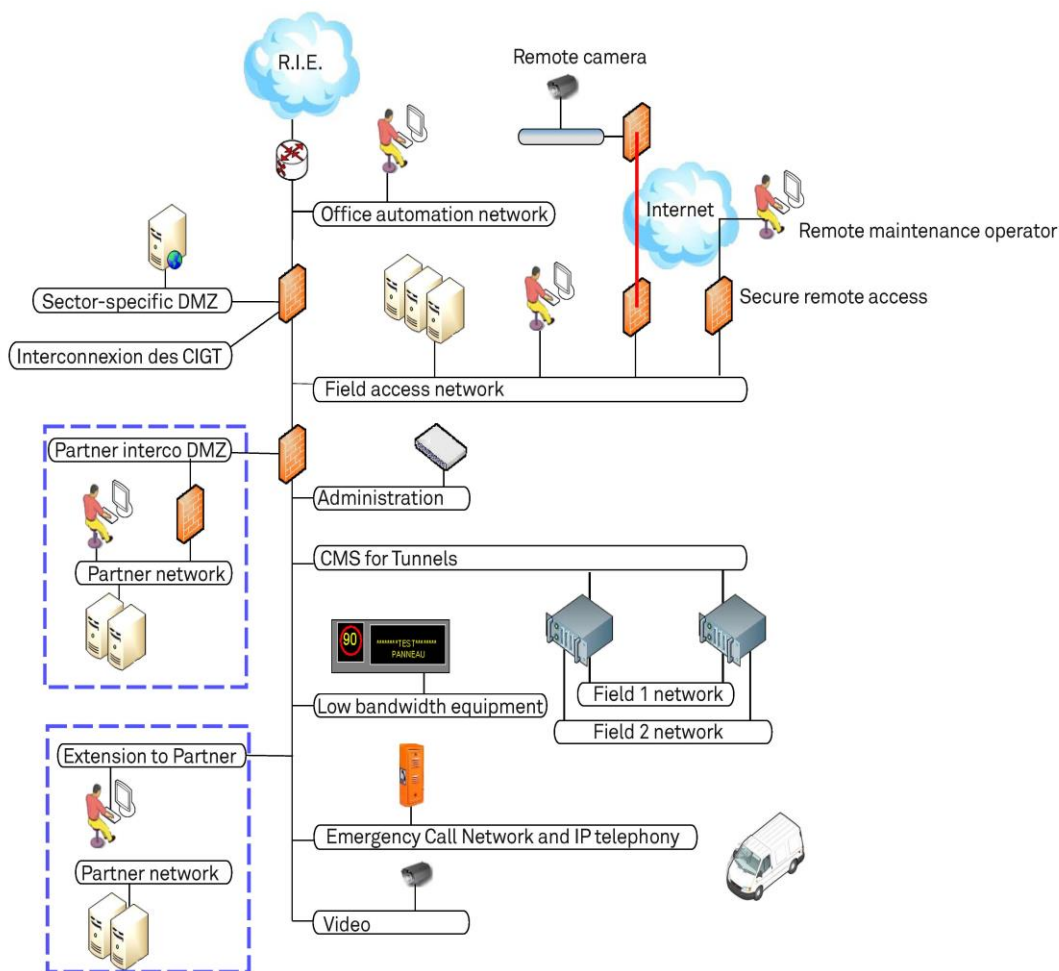 R.I.E.
Remote camera
Office automation network
Internet
Remote maintenance operator
Sector-specific DMZ
Secure remote access
Interconnexion des CIGT
Field access network
Partner interco DMZ
Administration
CMS for Tunnels
Partner network
90
*******TEST*******
PANNEAU
Field 1 network
Low bandwidth equipment
Field 2 network
Extension to Partner
Emergency Call Network and IP telephony
Partner network
Video